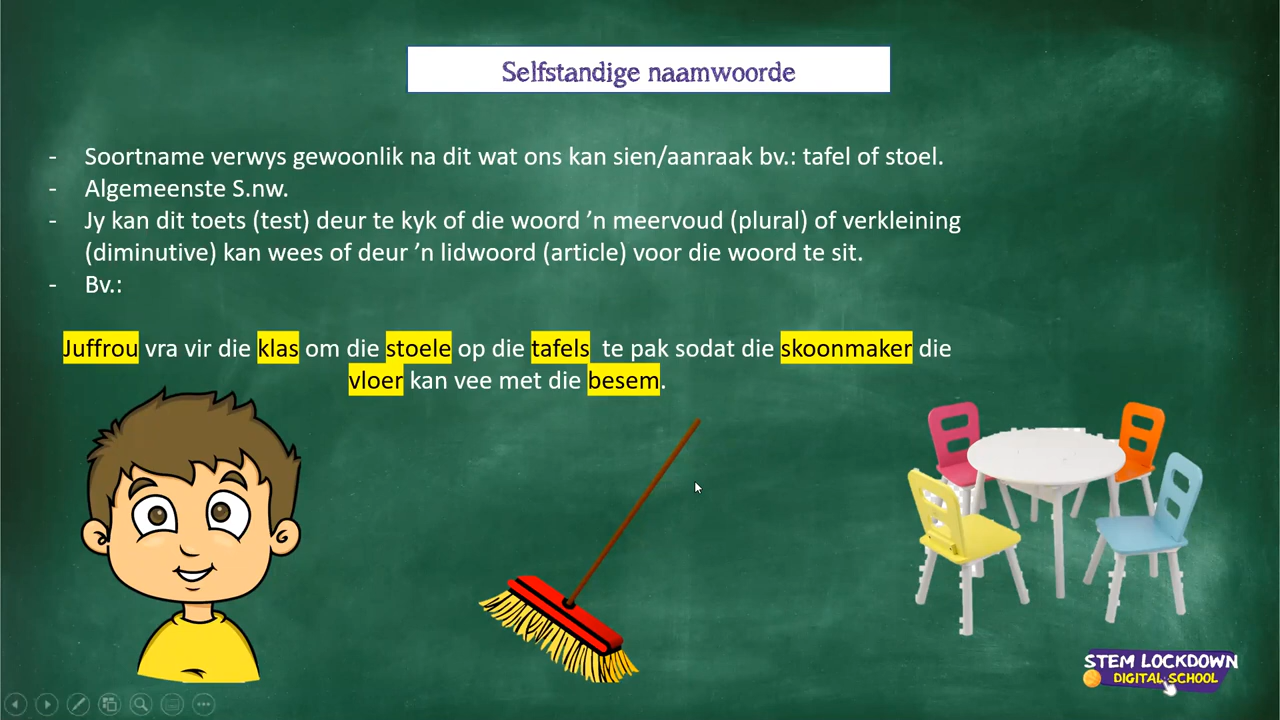 Selfstandige naamwoorde
- Soortname verwys gewoonlik na dit wat ons kan sien/aanraak bv.: tafel of stoel.
- Algemeenste S.nw.
- Jy kan dit toets (test) deur te kyk of die woord ’n meervoud (plural) of verkleining
(diminutive) kan wees of deur ’n lidwoord (article) voor die woord te sit.
- Bv.:
Juffrou vra vir die klas om die stoele op die tafels te pak sodat die skoonmaker die
vloer kan vee met die besem.
STEM LOCKDOWN
DIGITAL SCHOOL